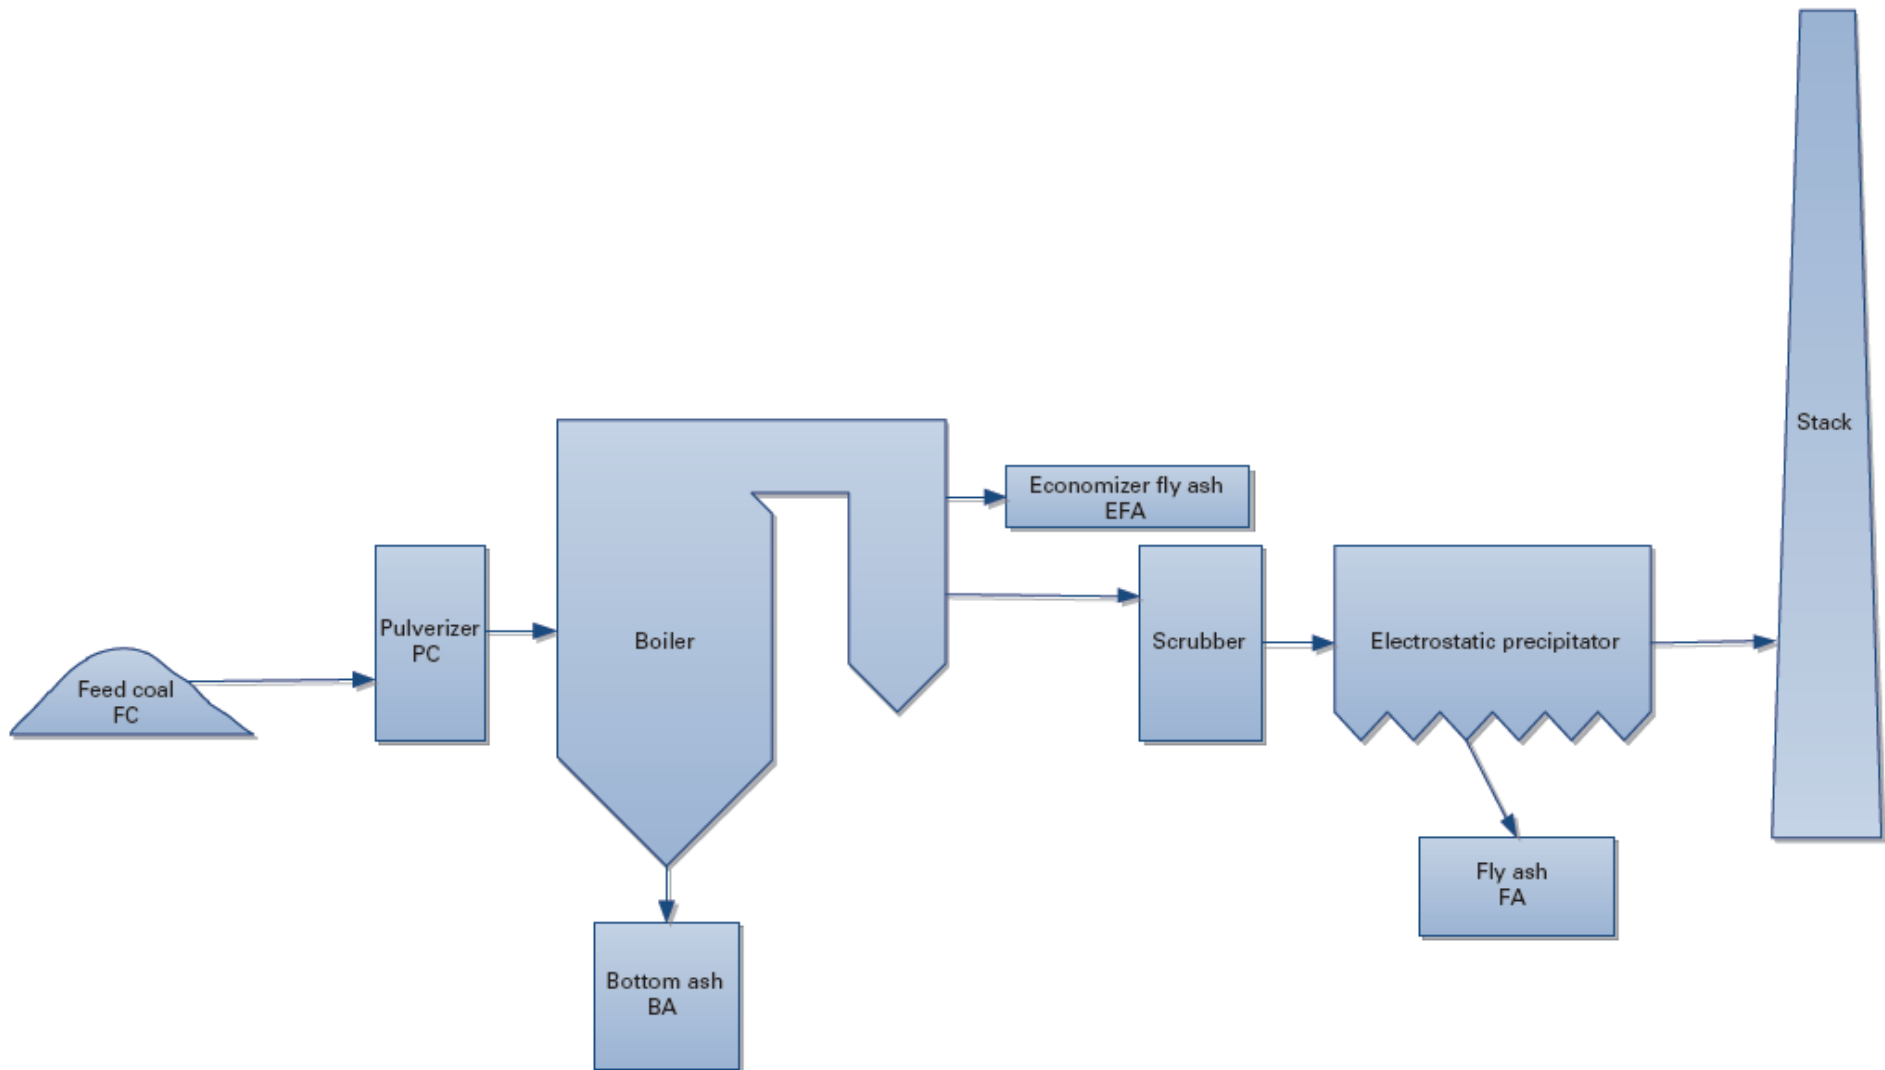 Feed coal
FC
Pulverizer
PC
Boiler
Bottom ash
BA
Economizer fly ash
EFA
Scrubber
Electrostatic precipitator
Fly ash
FA
Stack